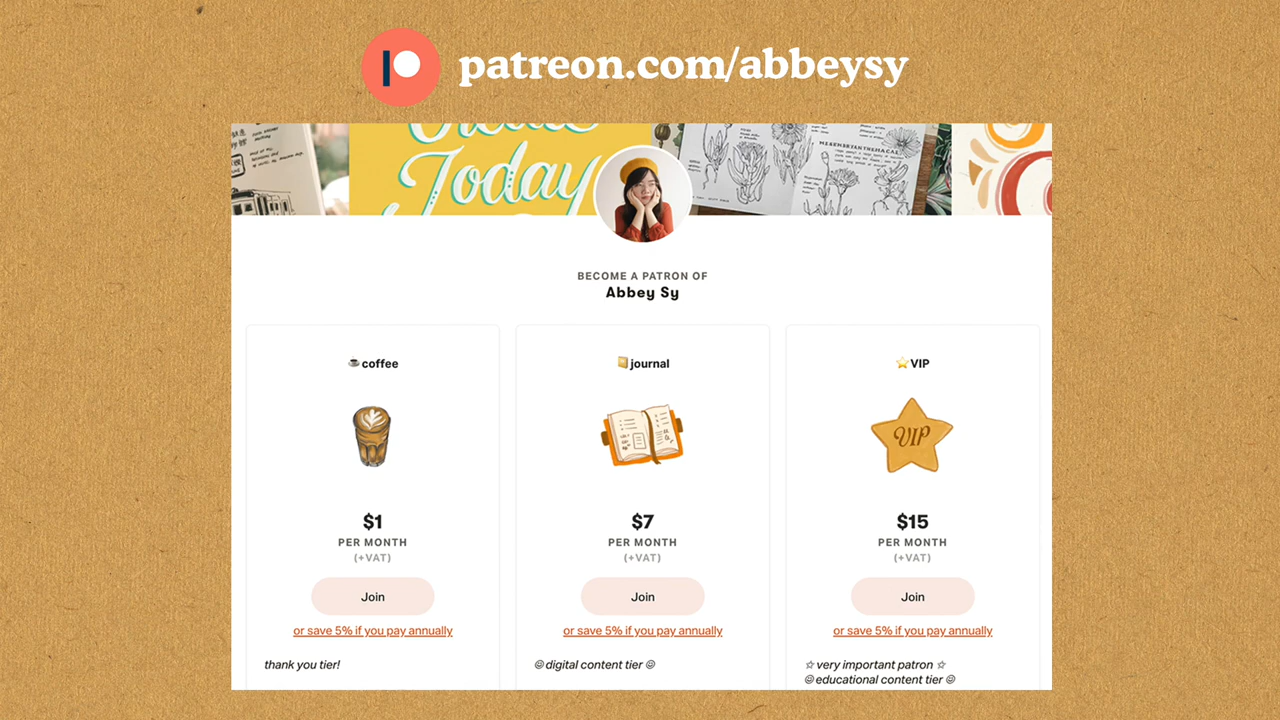 patreon.com/abbeysy
Create
Today
MESEMBRYANTHEMACAE
BECOME A PATRON OF
Abbey Sy
coffee
journal
VIP
VIP
$1
$7
$15
PER MONTH
PER MONTH
PER MONTH
(+VAT)
(+VAT)
(+VAT)
Join
Join
Join
or save 5% if you pay annually
or save 5% if you pay annually
or save 5% if you pay annually
thank you tier!
☺ digital content tier ☺
☆ very important patron ☆
☺ educational content tier ☺